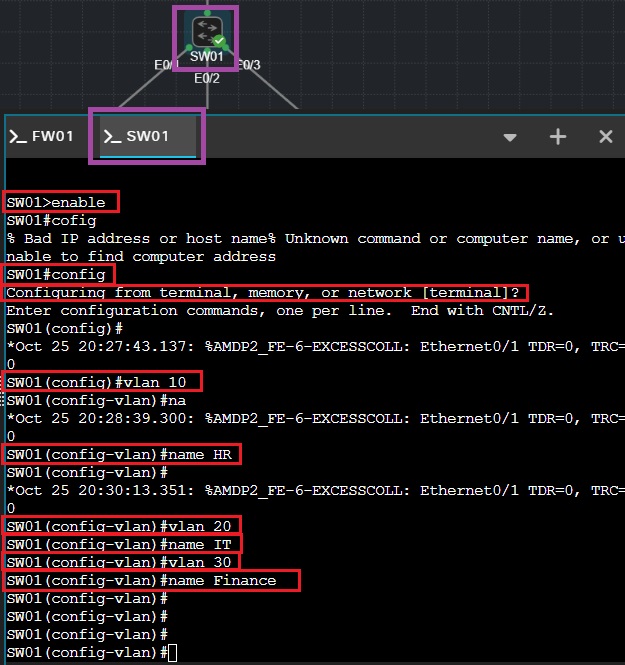 SW01
E0/1 E0/3
E0/2
>_ FW01 >_ SW01
SW01>enable
SW01#cofig
% Bad IP address or host name% Unknown command or computer name, or u
nable to find computer address
SW01#config
Configuring from terminal, memory, or network [terminal]?
Enter configuration commands, one per line.  End with CNTL/Z.
SW01(config)#
*Oct 25 20:27:43.137: %AMDP2_FE-6-EXCESSCOLL: Ethernet0/1 TDR=0, TRC=
0
SW01(config)#vlan 10
SW01(config-vlan)#na
*Oct 25 20:28:39.300: %AMDP2_FE-6-EXCESSCOLL: Ethernet0/1 TDR=0, TRC=
0
SW01(config-vlan)#name HR
SW01(config-vlan)#
*Oct 25 20:30:13.351: %AMDP2_FE-6-EXCESSCOLL: Ethernet0/1 TDR=0, TRC=
0
SW01(config-vlan)#vlan 20
SW01(config-vlan)#name IT
SW01(config-vlan)#vlan 30
SW01(config-vlan)#name Finance
SW01(config-vlan)#
SW01(config-vlan)#
SW01(config-vlan)#
SW01(config-vlan)#